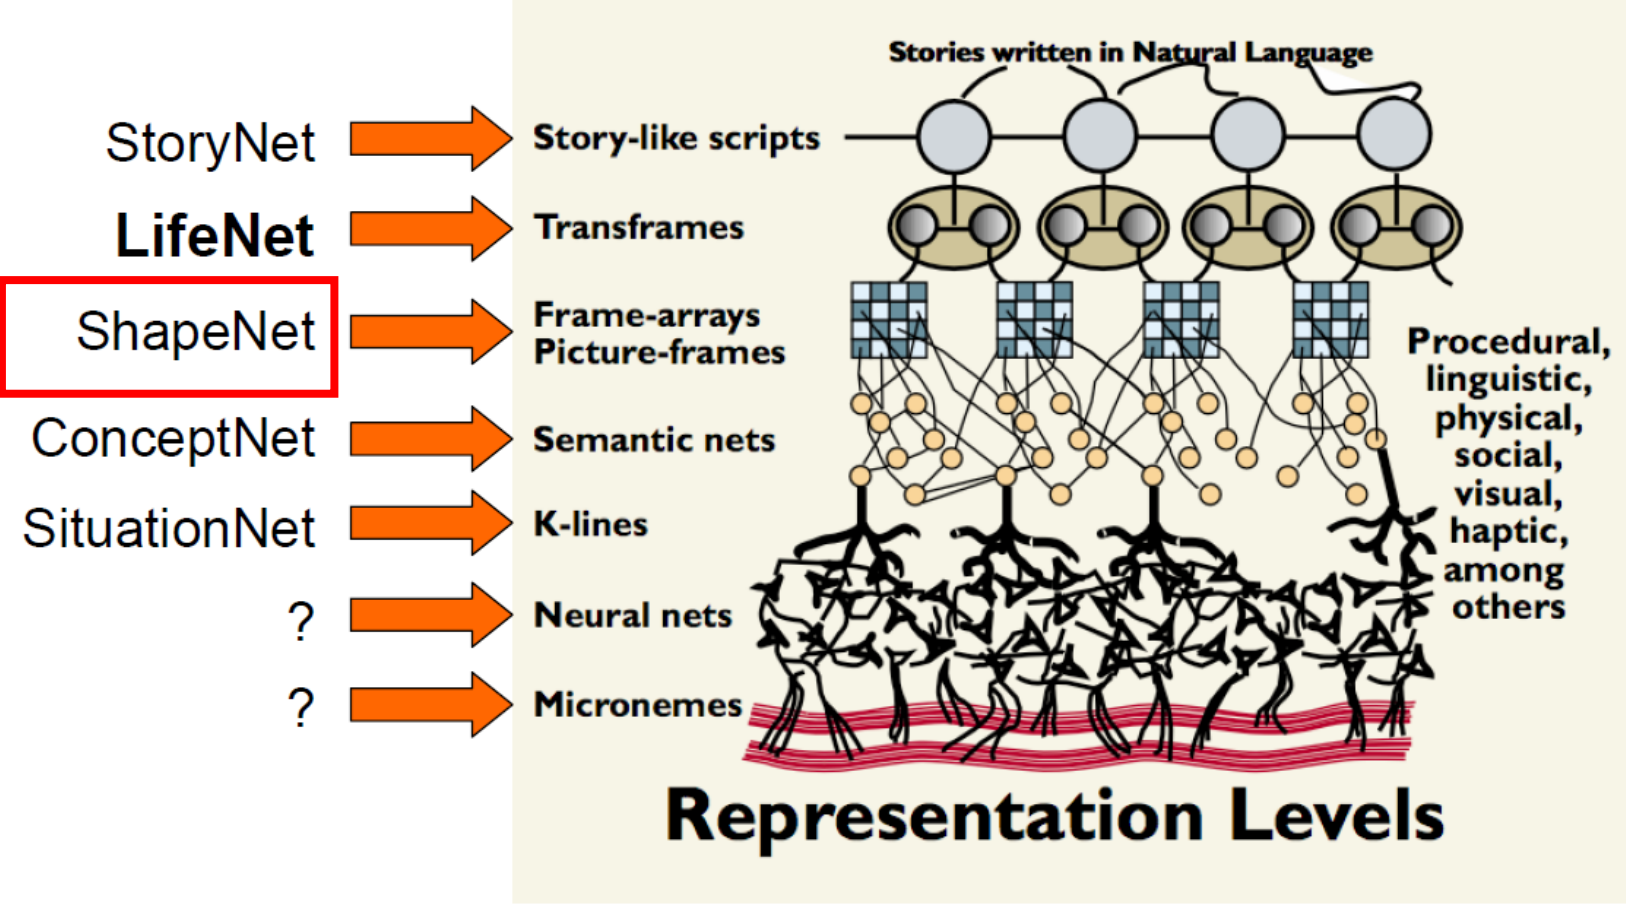 Stories written in Natural Language
StoryNet
Story-like scripts
LifeNet
Transframes
ShapeNet
Frame-arrays
Picture-frames
ConceptNet
Semantic nets
SituationNet
K-lines
?
Neural nets
?
Micronemes
Procedural,
linguistic,
physical,
social,
visual,
haptic,
among
others
Representation Levels